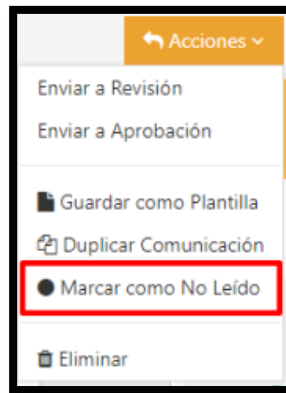 Acciones
Enviar a Revisión
Enviar a Aprobación
Guardar como Plantilla
Duplicar Comunicación
Marcar como No Leído
Eliminar